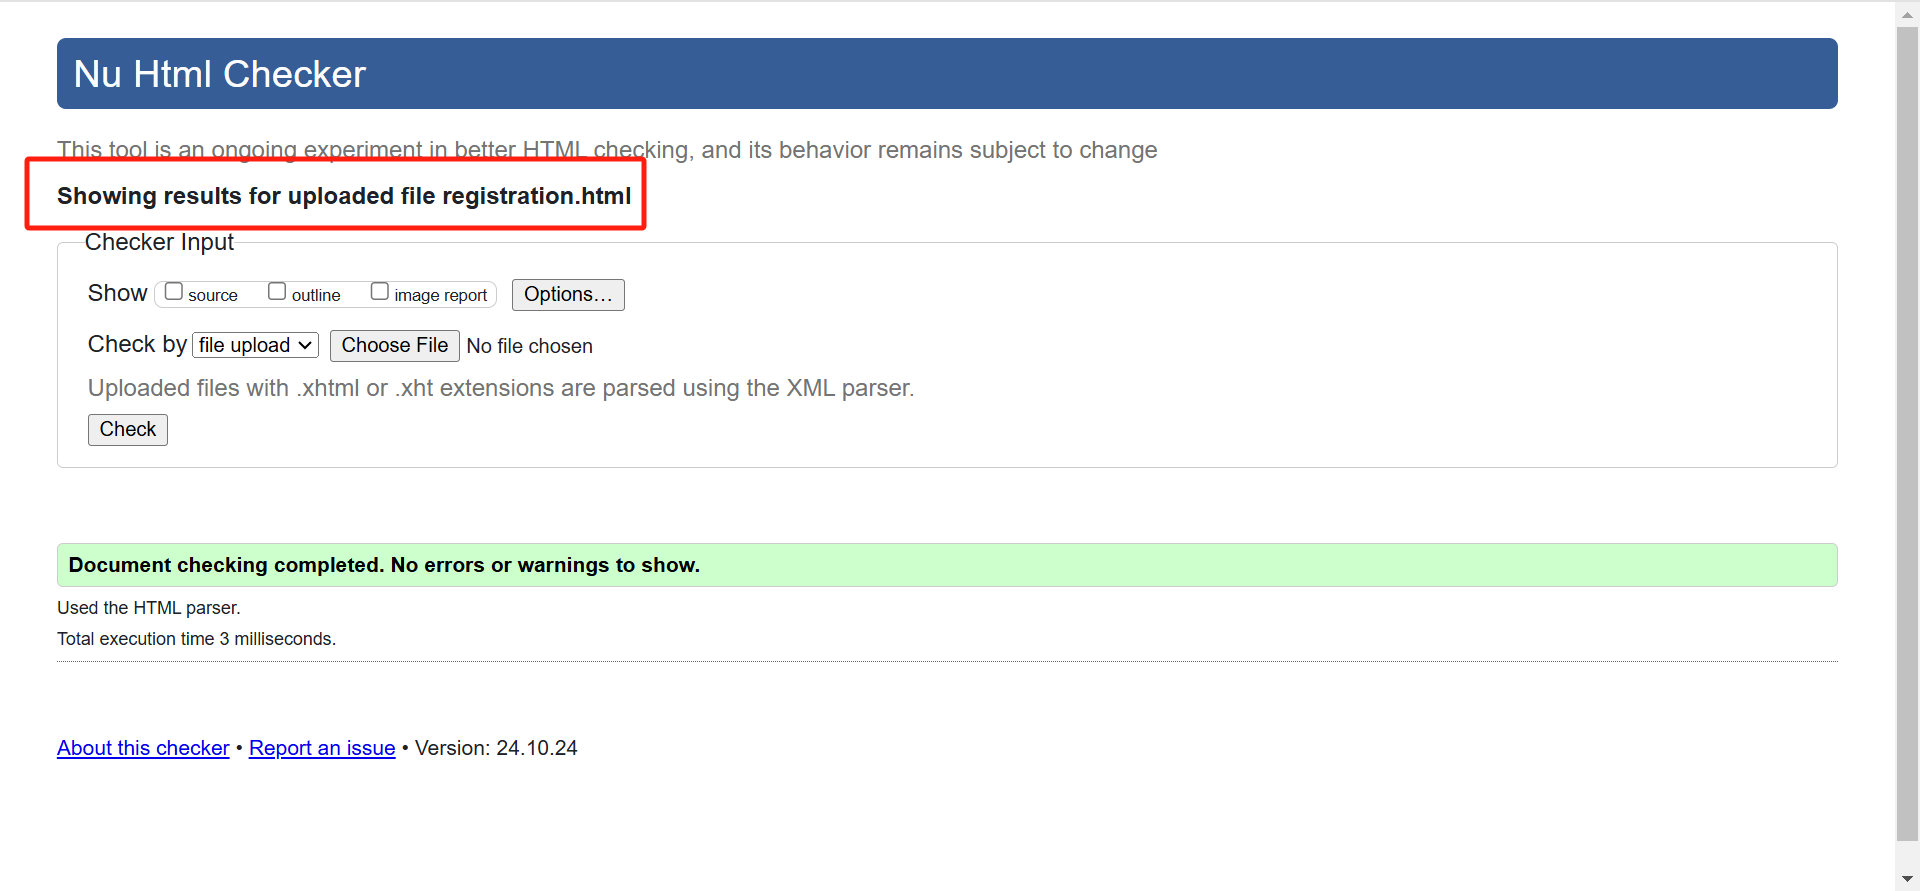 Nu Html Checker
This tool is an ongoing experiment in better HTML checking, and its behavior remains subject to change
Showing results for uploaded file registration.html
Checker Input
Show source outline image report Options…
Check by file upload Choose File No file chosen
Uploaded files with .xhtml or .xht extensions are parsed using the XML parser.
Check
Document checking completed. No errors or warnings to show.
Used the HTML parser.
Total execution time 3 milliseconds.
About this checker • Report an issue • Version: 24.10.24